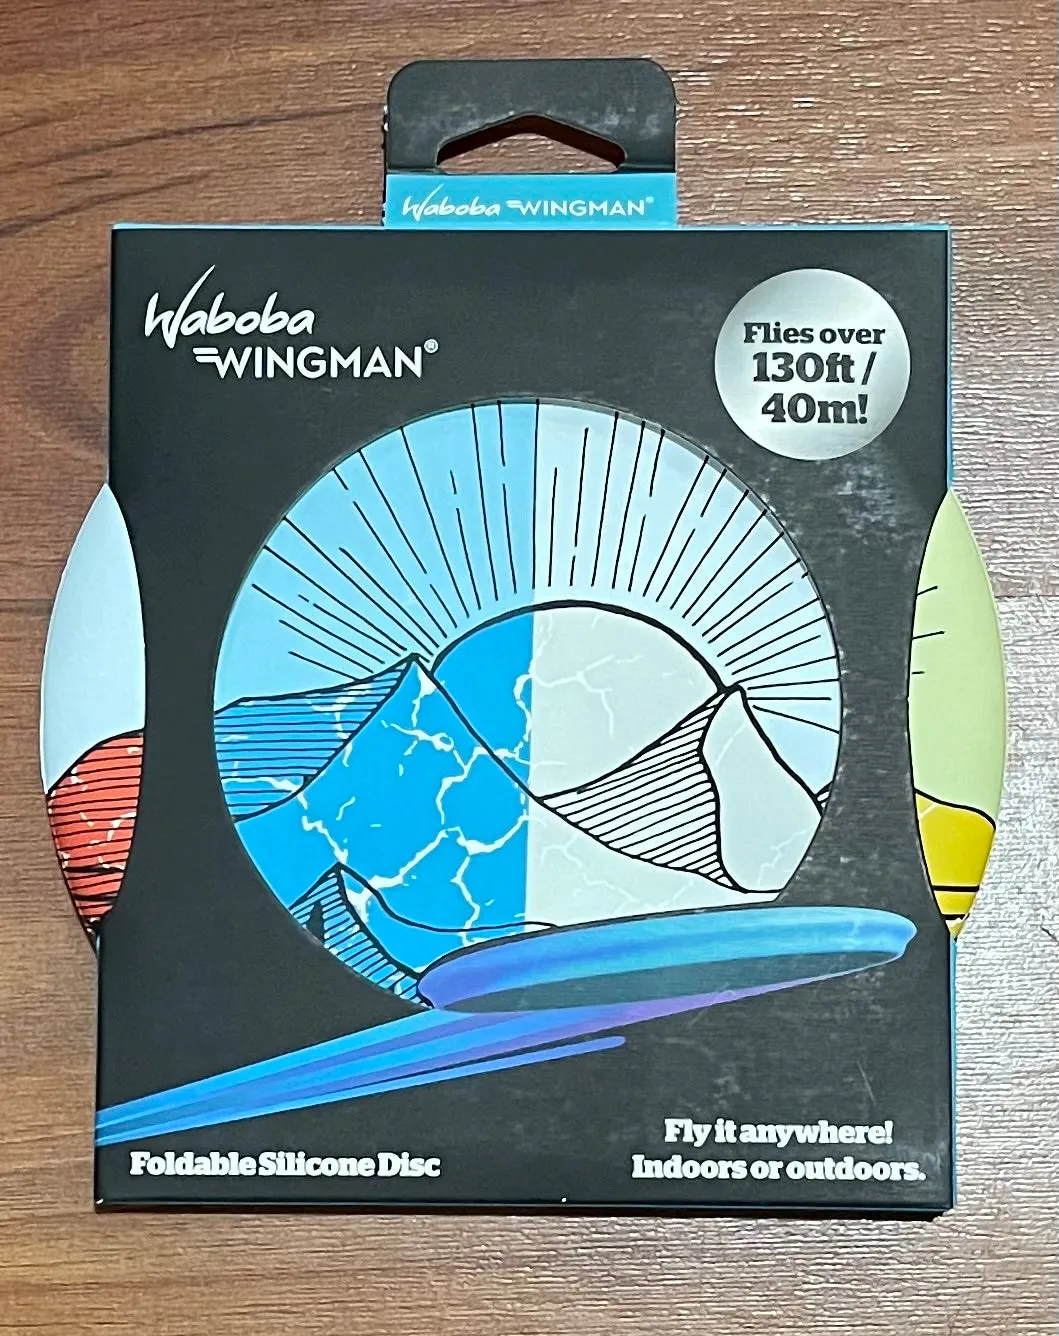 Waboba WINGMAN®
Waboba
WINGMAN®
Flies over
130ft /
40m!
Foldable Silicone Disc
Fly it anywhere!
Indoors or outdoors.